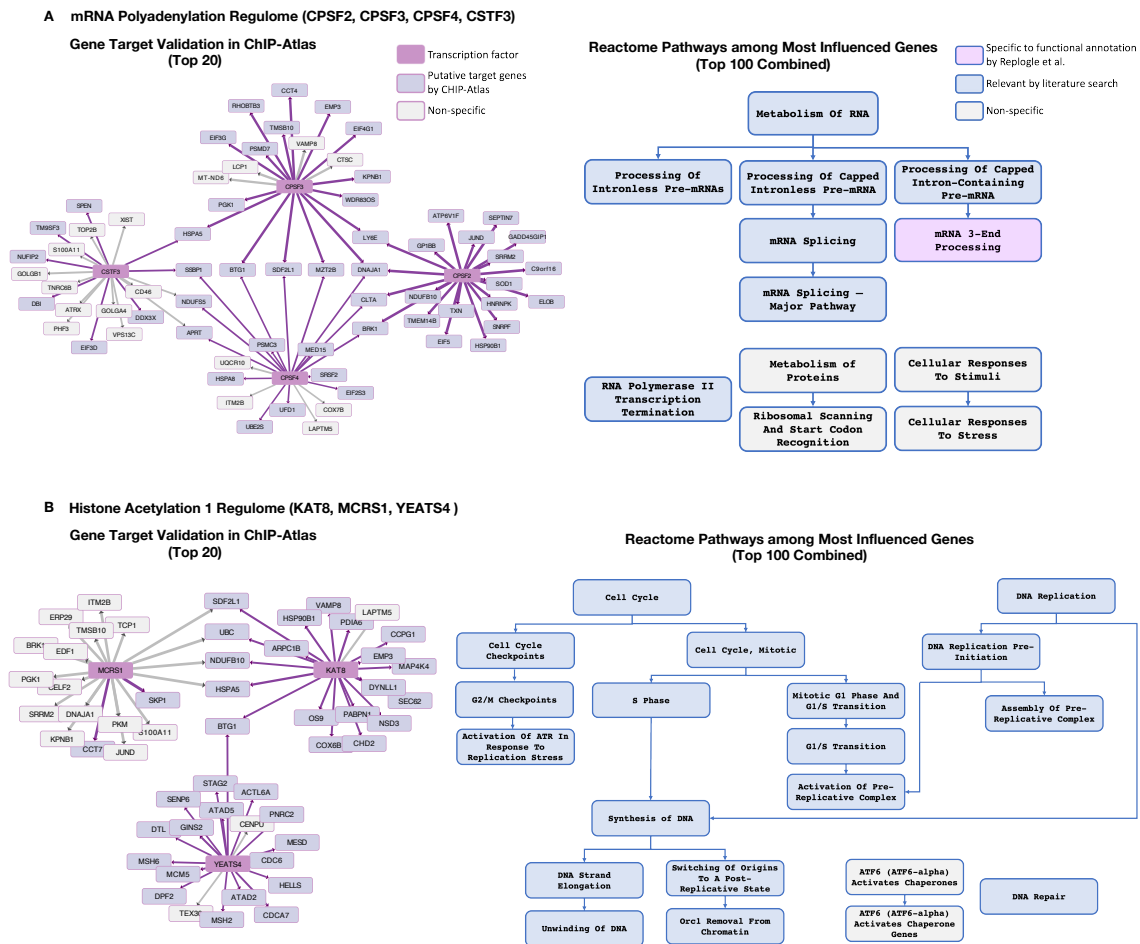 A mRNA Polyadenylation Regulome (CPSF2, CPSF3, CPSF4, CSTF3)
Gene Target Validation in ChIP-Atlas
(Top 20)
Transcription factor
Putative target genes
by CHIP-Atlas
Non-specific
CCT4
RHOBTB3
EMP3
TMSB10
EIF4G1
EIF3G
PSMD7
VAMP8
CTSC
LCP1
MT-ND6
KPNB1
CPSF3
WDR83OS
PGK1
SPEN
XIST
TM9SF3
TOP2B
HSPA5
LY6E
ATP6V1F
SEPTIN7
JUND
GADD45GIP1
S100A11
GP1BB
SRRM2
NUFIP2
GOLGB1
CSTF3
SSBP1
BTG1
SDF2L1
MZT2B
DNAJA1
CPSF2
C9orf16
SOD1
TNRC6B
CD46
DBI
NDUFS5
CLTA
NDUFB10
HNRNPK
ELOB
ATRX
GOLGA4
DDX3X
TXN
TMEM14B
SNRPF
PHF3
VPS13C
APRT
BRK1
EIF5
HSP90B1
EIF3D
PSMC3
MED15
UQCR10
HSPA8
CPSF4
SRSF2
EIF2S3
ITM2B
UFD1
COX7B
UBE2S
LAPTM5
Reactome Pathways among Most Influenced Genes
(Top 100 Combined)
Specific to functional annotation
by Replogle et al.
Relevant by literature search
Non-specific
Metabolism Of RNA
Processing Of
Intronless Pre-mRNAs
Processing Of Capped
Intronless Pre-mRNA
Processing Of Capped
Intron-Containing
Pre-mRNA
mRNA Splicing
mRNA 3-End
Processing
mRNA Splicing —
Major Pathway
RNA Polymerase II
Transcription
Termination
Metabolism of
Proteins
Cellular Responses
To Stimuli
Ribosomal Scanning
And Start Codon
Recognition
Cellular Responses
To Stress
B Histone Acetylation 1 Regulome (KAT8, MCRS1, YEATS4 )
Gene Target Validation in ChIP-Atlas
(Top 20)
ITM2B
ERP29
TMSB10
TCP1
BRK1
EDF1
MCRS1
PGK1
CELF2
SKP1
SRRM2
DNAJA1
PKM
S100A11
KPNB1
CCT7
JUND
SDF2L1
UBC
NDUFB10
HSPA5
BTG1
VAMP8
HSP90B1
PDIA6
LAPTM5
ARPC1B
CCPG1
EMP3
KAT8
MAP4K4
DYNLL1
SEC62
OS9
PABPN1
NSD3
COX6B
CHD2
STAG2
ACTL6A
SENP6
ATAD5
PNRC2
DTL
GINS2
CENPU
MESD
MSH6
YEATS4
CDC6
MCM5
HELLS
DPF2
ATAD2
TEX30
MSH2
CDCA7
Reactome Pathways among Most Influenced Genes
(Top 100 Combined)
Cell Cycle
DNA Replication
Cell Cycle
Checkpoints
Cell Cycle, Mitotic
DNA Replication Pre-
Initiation
G2/M Checkpoints
S Phase
Mitotic G1 Phase And
G1/S Transition
Assembly Of Pre-
Replicative Complex
Activation Of ATR In
Response To
Replication Stress
G1/S Transition
Activation Of Pre-
Replicative Complex
Synthesis of DNA
DNA Strand
Elongation
Switching Of Origins
To A Post-
Replicative State
Unwinding Of DNA
Orc1 Removal From
Chromatin
ATF6 (ATF6-alpha)
Activates Chaperones
ATF6 (ATF6-alpha)
Activates Chaperone
Genes
DNA Repair